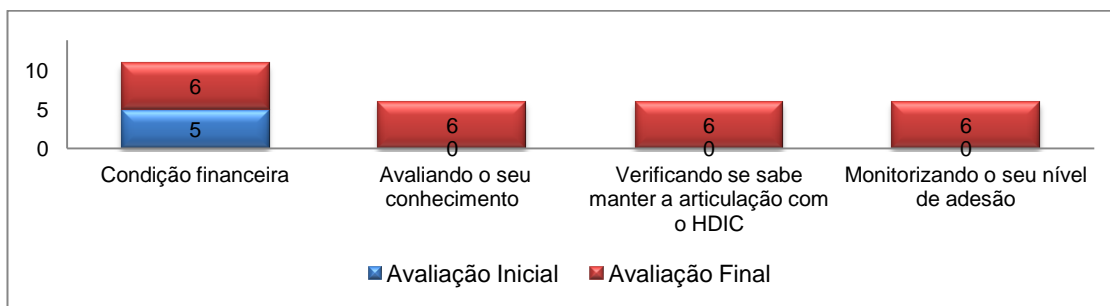 10
5
0
6
5
6
0
6
0
6
0
Condição financeira
Avaliando o seu
conhecimento
Verificando se sabe
manter a articulação com
o HDIC
Monitorizando o seu nível
de adesão
Avaliação Inicial
Avaliação Final